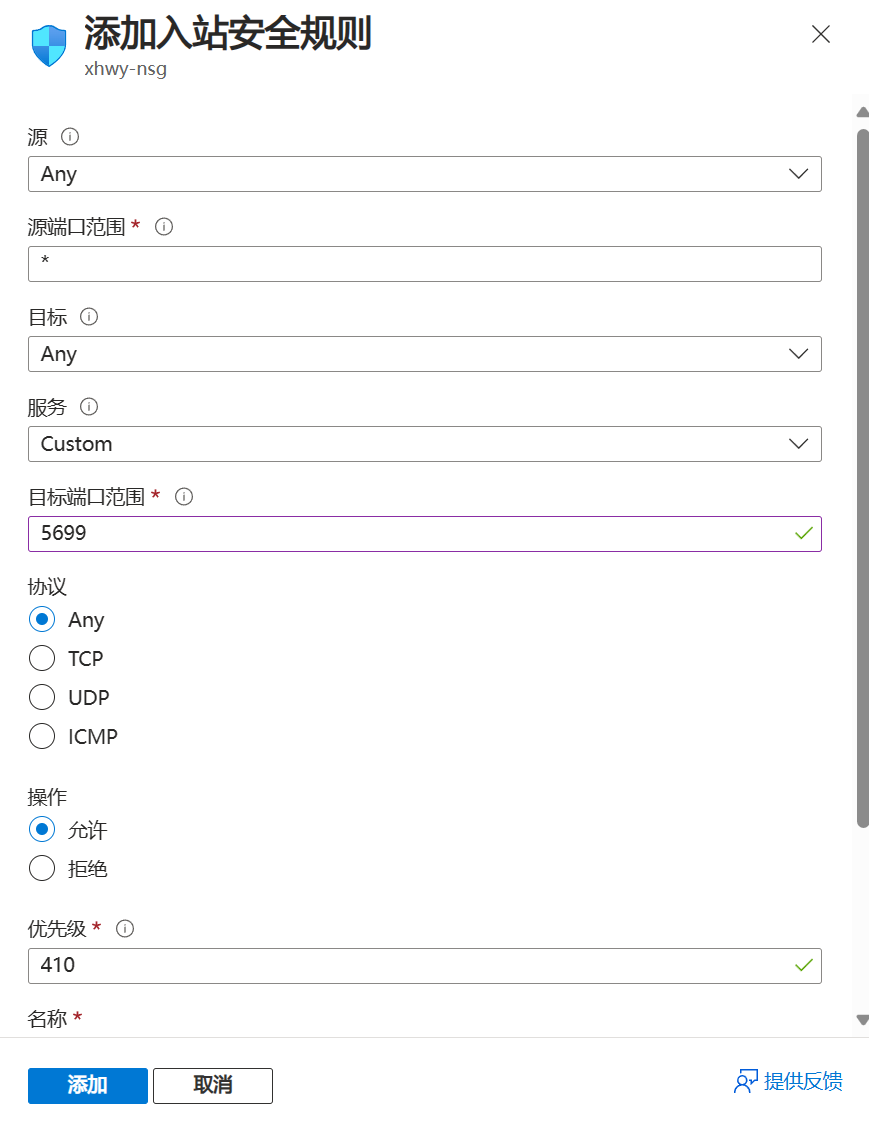 添加入站安全规则
xhwy-nsg
源
Any
源端口范围 *
*
目标
Any
服务
Custom
目标端口范围 *
5699
协议
Any
TCP
UDP
ICMP
操作
允许
拒绝
优先级 *
410
名称 *
添加 取消 提供反馈